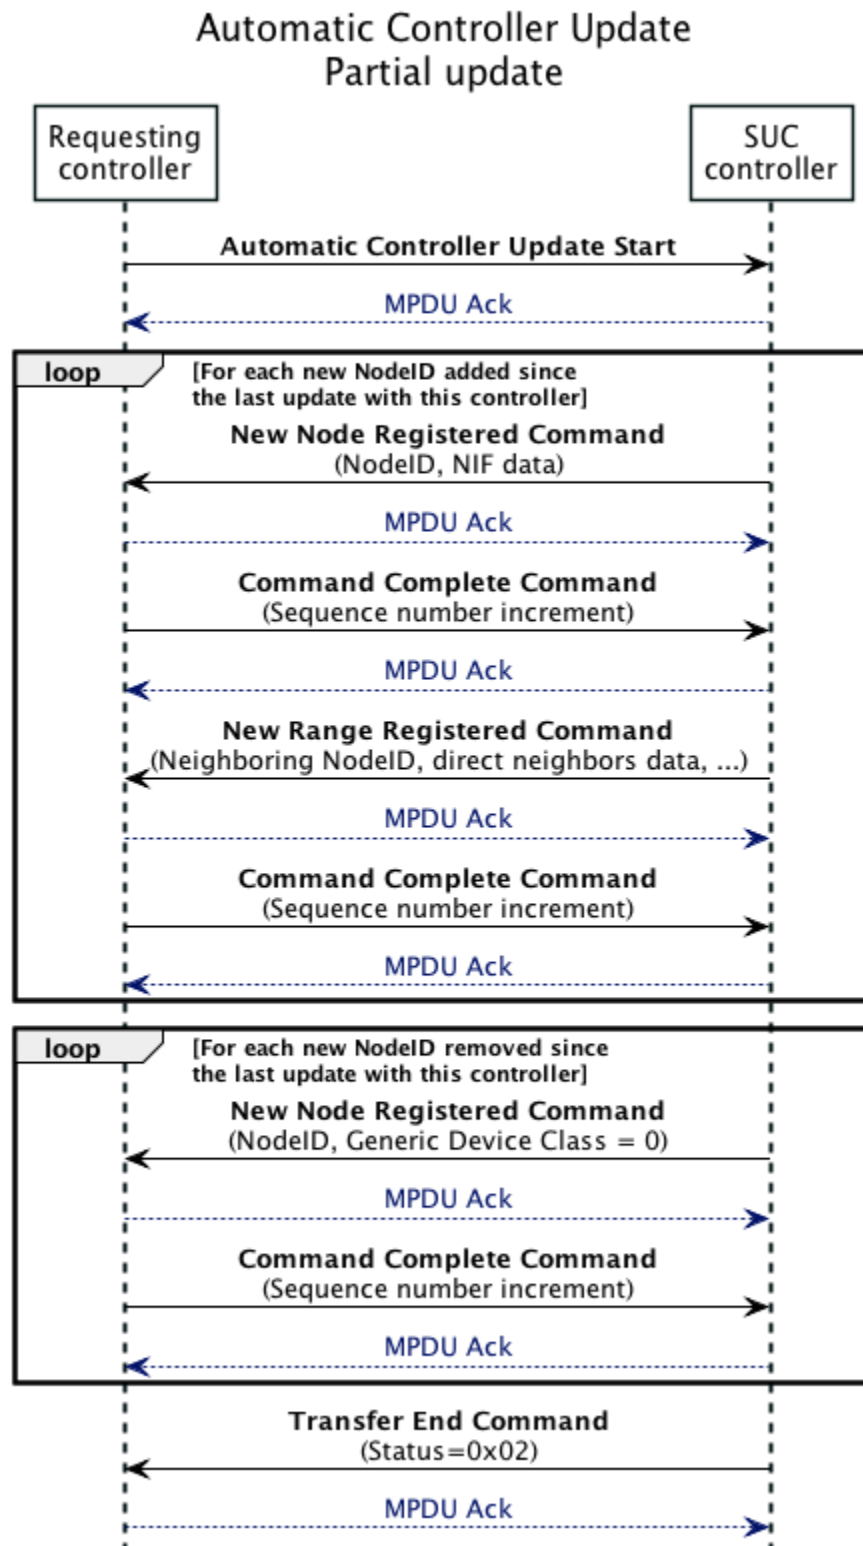 Automatic Controller Update
Partial update
Requesting
controller
SUC
controller
Automatic Controller Update Start
MPDU Ack
loop
[For each new NodeID added since
the last update with this controller]
New Node Registered Command
(NodeID, NIF data)
MPDU Ack
Command Complete Command
(Sequence number increment)
MPDU Ack
New Range Registered Command
(Neighboring NodeID, direct neighbors data, ...)
MPDU Ack
Command Complete Command
(Sequence number increment)
MPDU Ack
loop
[For each new NodeID removed since
the last update with this controller]
New Node Registered Command
(NodeID, Generic Device Class = 0)
MPDU Ack
Command Complete Command
(Sequence number increment)
MPDU Ack
Transfer End Command
(Status=0x02)
MPDU Ack